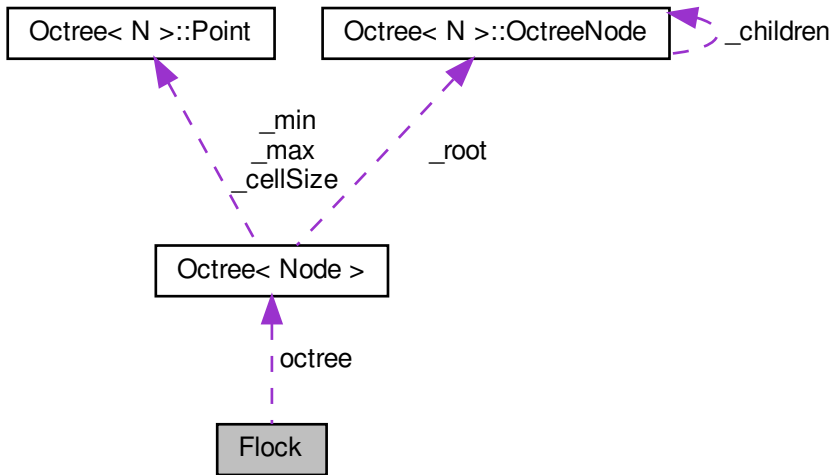 Octree< N >::Point
Octree< N >::OctreeNode
_children
_min
_max
_cellSize
_root
Octree< Node >
octree
Flock